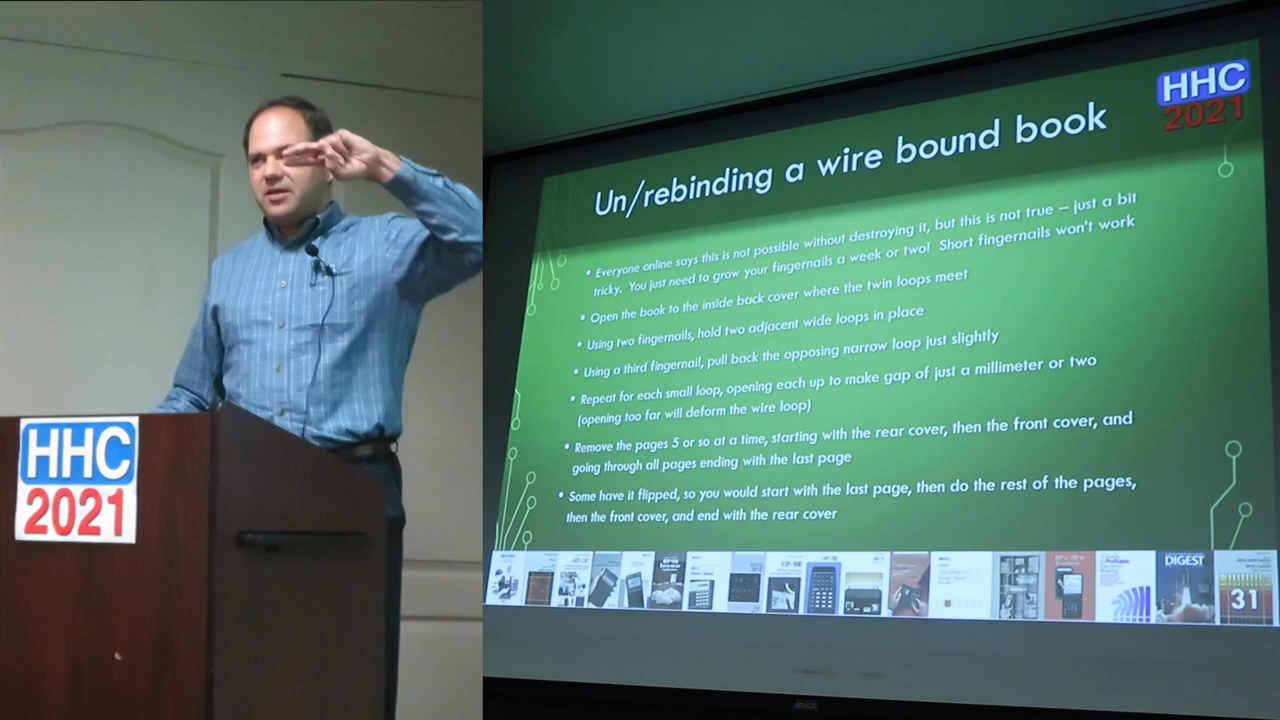 HHC
2021
HHC
2021
Un/rebinding a wire bound book
• Everyone online says this is not possible without destroying it, but this is not true – just a bit
tricky. You just need to grow your fingernails a week or two! Short fingernails won't work
• Open the book to the inside back cover where the twin loops meet
• Using two fingernails, hold two adjacent wide loops in place
• Using a third fingernail, pull back the opposing narrow loop just slightly
• Repeat for each small loop, opening each up to make gap of just a millimeter or two
(opening too far will deform the wire loop)
• Remove the pages 5 or so at a time, starting with the rear cover, then the front cover, and
going through all pages ending with the last page
• Some have it flipped, so you would start with the last page, then do the rest of the pages,
then the front cover, and end with the rear cover
DIGEST
31